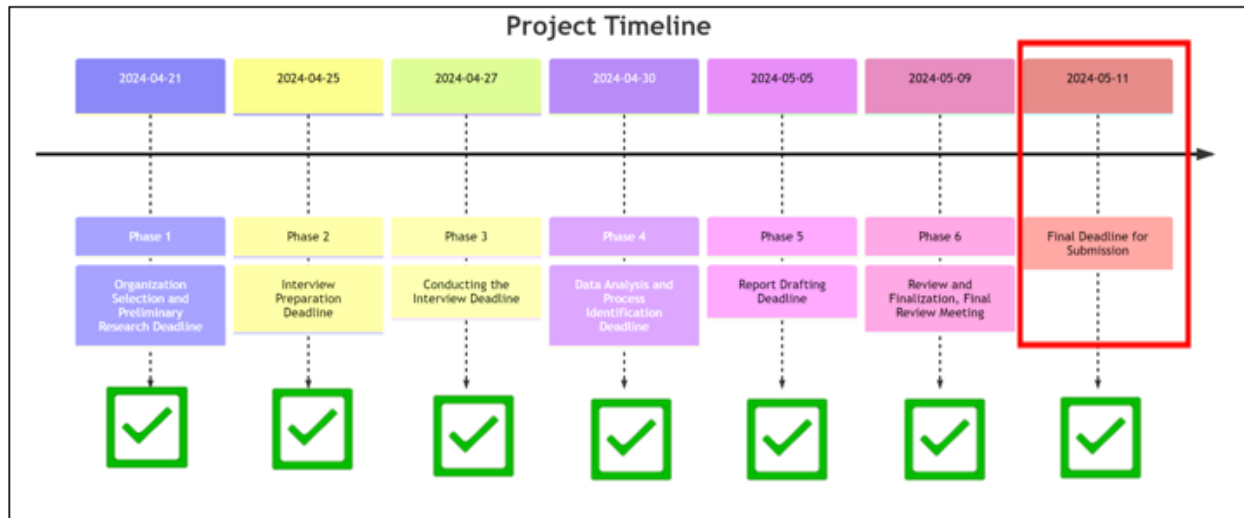 Project Timeline
2024-04-21
2024-04-25
2024-04-27
2024-04-30
2024-05-05
2024-05-09
2024-05-11
Phase 1
Phase 2
Phase 3
Phase 4
Phase 5
Phase 6
Final Deadline for
Submission
Organization
Selection and
Preliminary
Research Deadline
Interview
Preparation
Deadline
Conducting the
Interview Deadline
Data Analysis and
Process
Identification
Deadline
Report Drafting
Deadline
Review and
Finalization, Final
Review Meeting